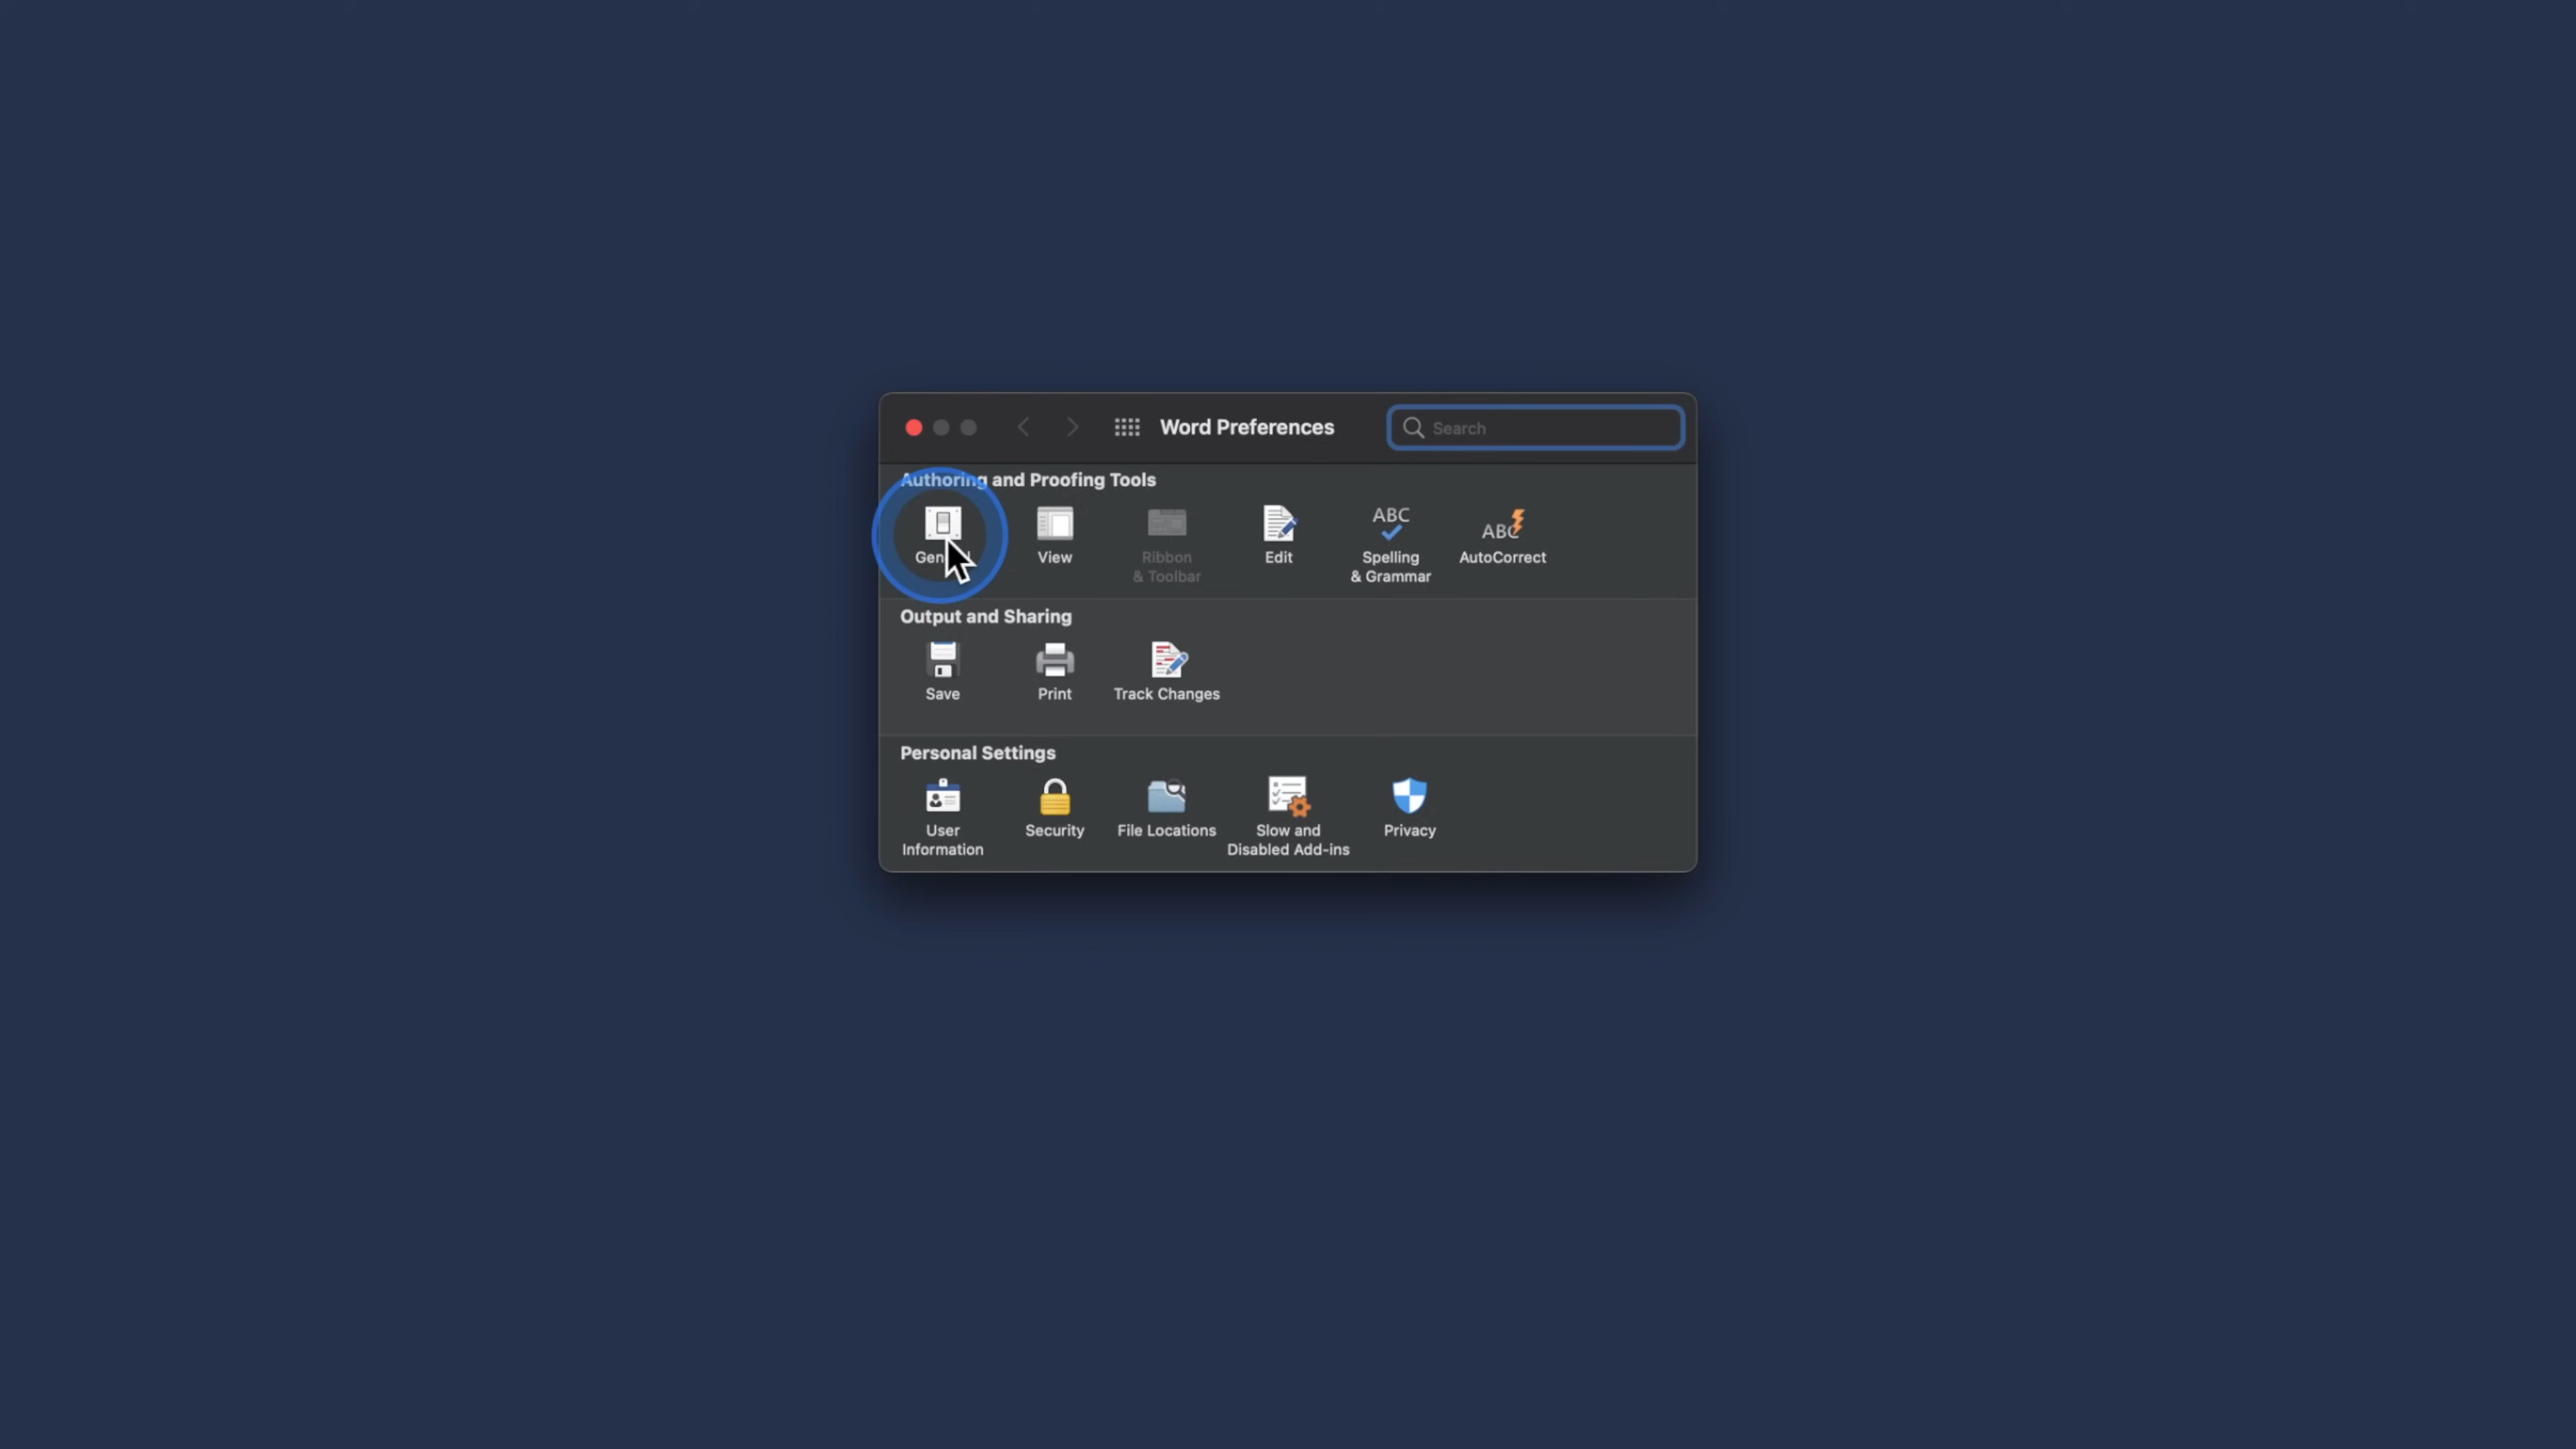 Word Preferences
Search
Authoring and Proofing Tools
View
Ribbon
& Toolbar
Edit
ABC
Spelling
& Grammar
ABC
AutoCorrect
Output and Sharing
Save
Print
Track Changes
Personal Settings
User
Information
Security
File Locations
Slow and
Disabled Add-ins
Privacy